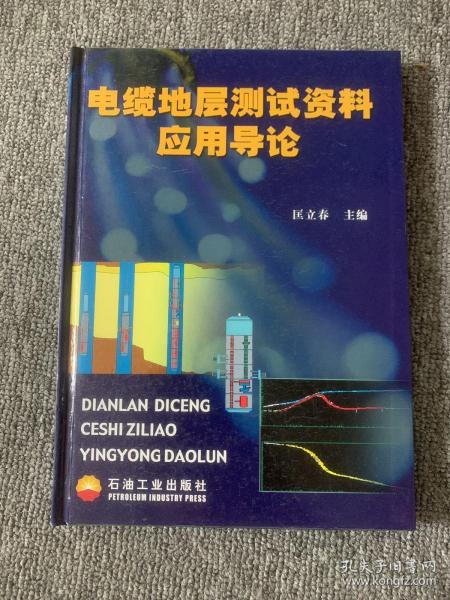 电缆地层测试资料
应用导论
匡立春 主编
DIANLAN DICENG
CESHI ZILIAO
YINGYONG DAOLUN
石油工业出版社
PETROLEUM INDUSTRY PRESS
孔夫子旧书网
www.kongfz.com